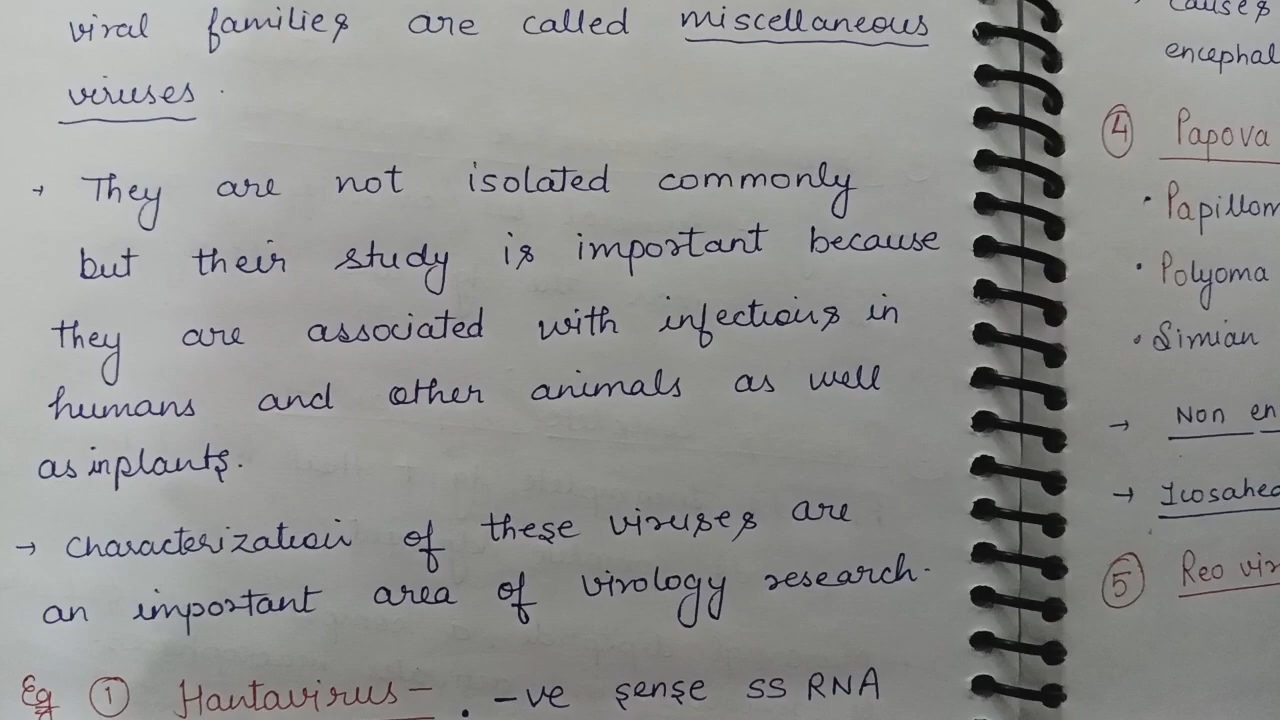 viral families are called miscellaneous
viruses.
→ They are not isolated commonly
but their study is important because
they are associated with infections in
humans and other animals as well
as in plants.
→ characterization of these viruses are
an important area of virology research.
Eg ① Hantavirus - . -ve sense ss RNA
causes
encephal
④ Papova
• Papillom
• Polyoma
• Simian
→ Non en
→ Icosahed
⑤ Reo vir